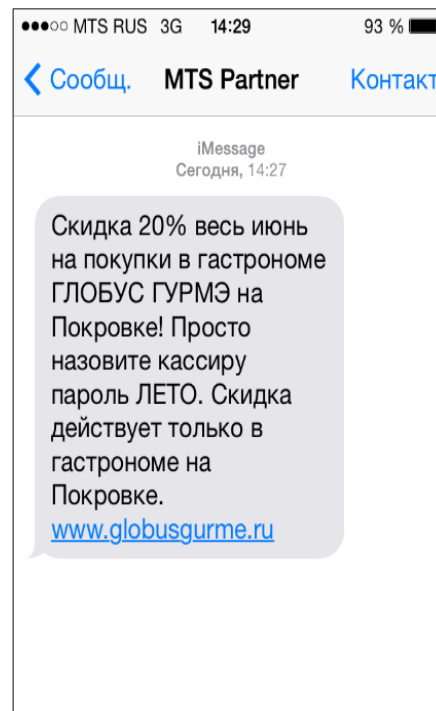 MTS RUS 3G 14:29 93 %
Сообщ. MTS Partner Контакт
iMessage
Сегодня, 14:27
Скидка 20% весь июнь
на покупки в гастрономе
ГЛОБУС ГУРМЭ на
Покровке! Просто
назовите кассиру
пароль ЛЕТО. Скидка
действует только в
гастрономе на
Покровке.
www.globusgurme.ru